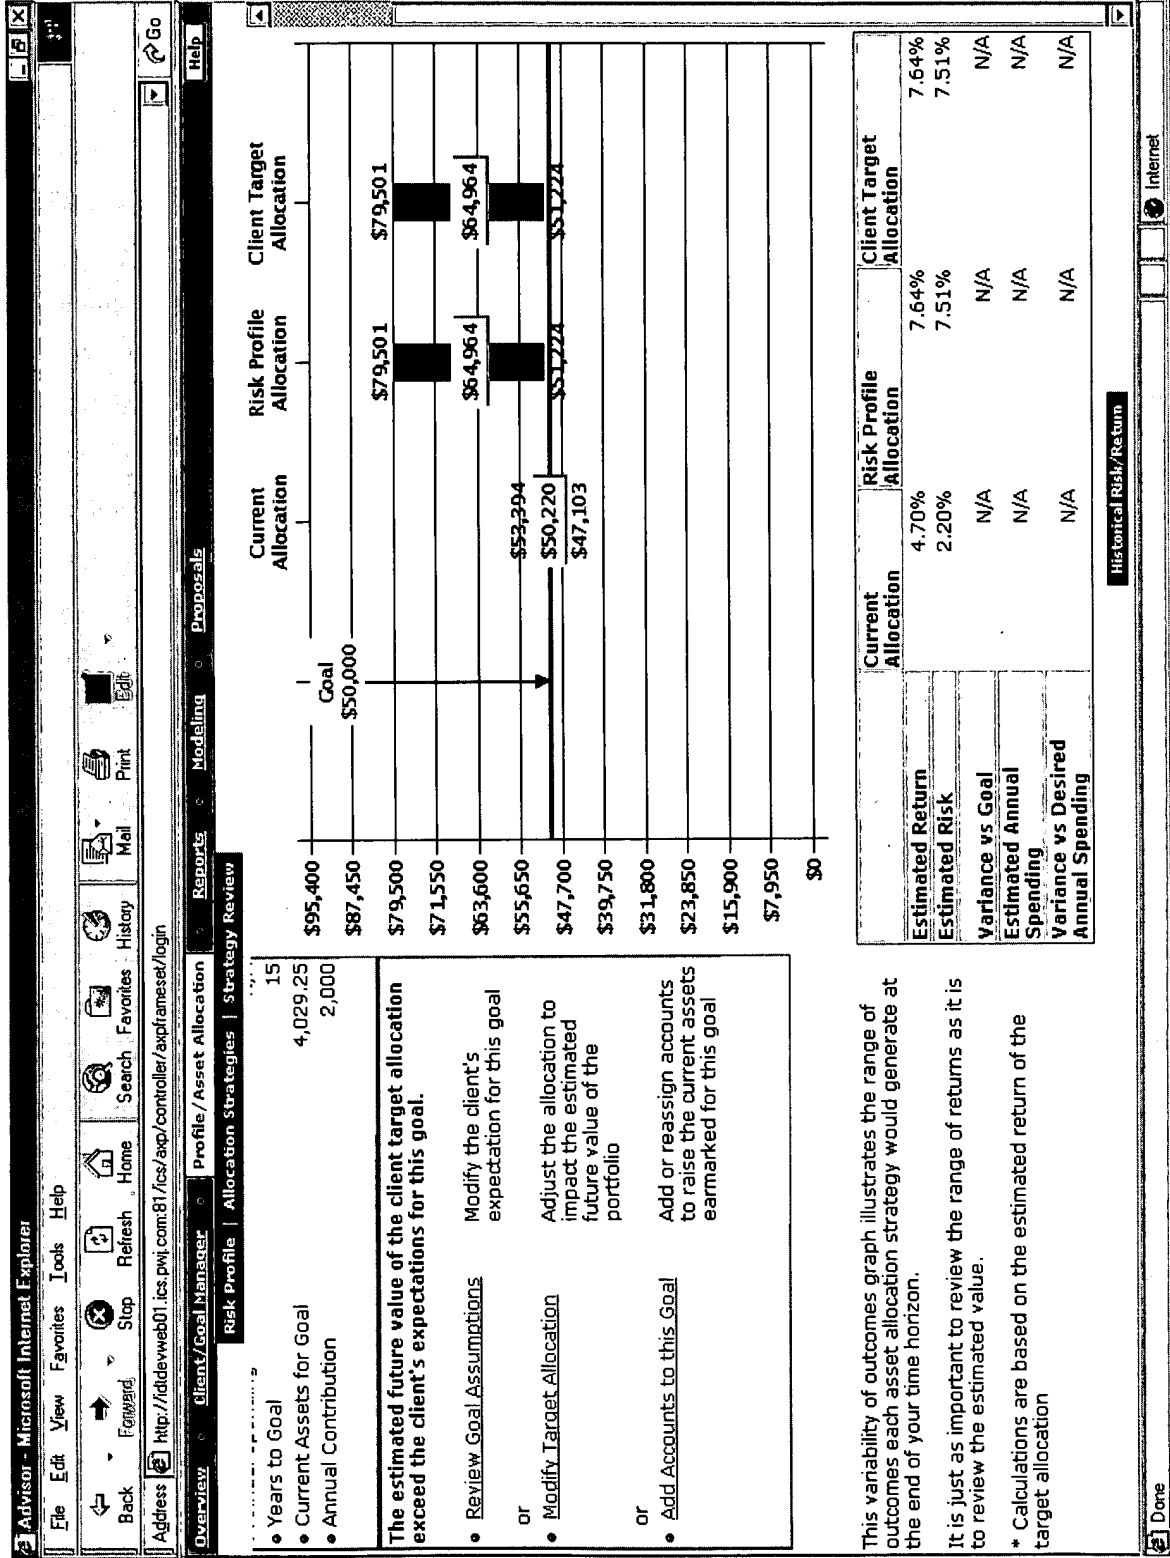 Advisor - Microsoft Internet Explorer
File Edit View Favorites Tools Help
Back Forward Stop Refresh Home Search Favorites History Mail Print Edit
Address http://idtdevweb01.ics.pwj.com:81/ics/axp/controller/axpframeset/login Go
Overview Client/Goal Manager Profile/Asset Allocation Reports Modeling Proposals Help
Risk Profile | Allocation Strategies | Strategy Review
• Years to Goal 15
• Current Assets for Goal 4,029.25
• Annual Contribution 2,000
The estimated future value of the client target allocation
exceed the client's expectations for this goal.
• Review Goal Assumptions Modify the client's
expectation for this goal
or
• Modify Target Allocation Adjust the allocation to
impact the estimated
future value of the
portfolio
or
• Add Accounts to this Goal Add or reassign accounts
to raise the current assets
earmarked for this goal
Current
Allocation
Risk Profile
Allocation
Client Target
Allocation
$95,400
$87,450
$79,500
$71,550
$63,600
$55,650
$47,700
$39,750
$31,800
$23,850
$15,900
$7,950
$0
Goal
$50,000
$53,394
$50,220
$47,103
$79,501
$64,964
$51,224
$79,501
$64,964
$51,224
This variability of outcomes graph illustrates the range of
outcomes each asset allocation strategy would generate at
the end of your time horizon.
It is just as important to review the range of returns as it is
to review the estimated value.
* Calculations are based on the estimated return of the
target allocation
Current
Allocation
Risk Profile
Allocation
Client Target
Allocation
Estimated Return 4.70% 7.64% 7.64%
Estimated Risk 2.20% 7.51% 7.51%
Variance vs Goal N/A N/A N/A
Estimated Annual
Spending N/A N/A N/A
Variance vs Desired
Annual Spending N/A N/A N/A
Historical Risk/Return
Done Internet